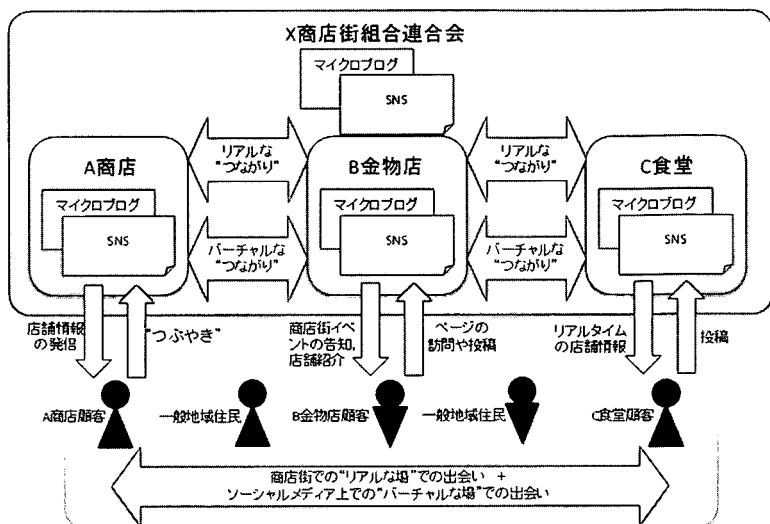 X商店街組合連合会
マイクロブログ
SNS
リアルな
“つながり”
リアルな
“つながり”
A商店
B金物店
C食堂
マイクロブログ
SNS
マイクロブログ
SNS
マイクロブログ
SNS
バーチャルな
“つながり”
バーチャルな
“つながり”
店舗情報
の発信
“つぶやき”
商店街イベ
ントの告知,
店舗紹介
ページの
訪問や投稿
リアルタイム
の店舗情報
投稿
A商店顧客
一般地域住民
B金物店顧客
一般地域住民
C食堂顧客
商店街での“リアルな場”での出会い +
ソーシャルメディア上での“バーチャルな場”での出会い